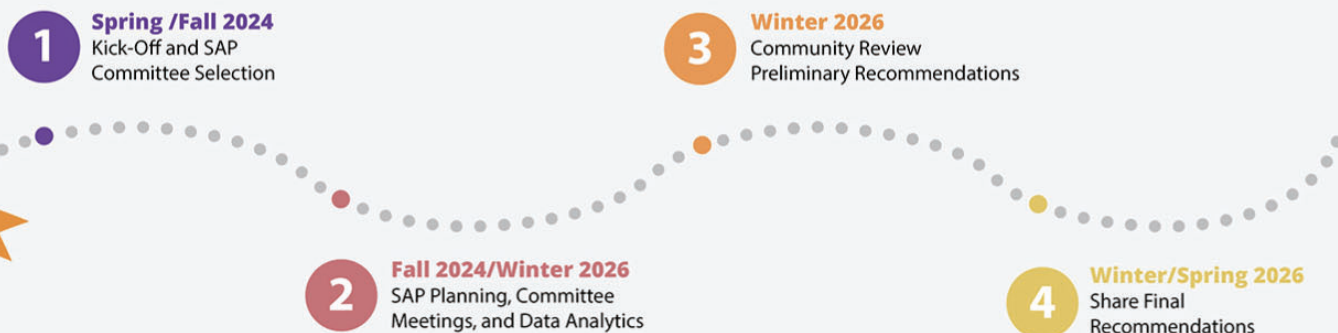 1
Spring /Fall 2024
Kick-Off and SAP
Committee Selection
2
Fall 2024/Winter 2026
SAP Planning, Committee
Meetings, and Data Analytics
3
Winter 2026
Community Review
Preliminary Recommendations
4
Winter/Spring 2026
Share Final
Recommendations